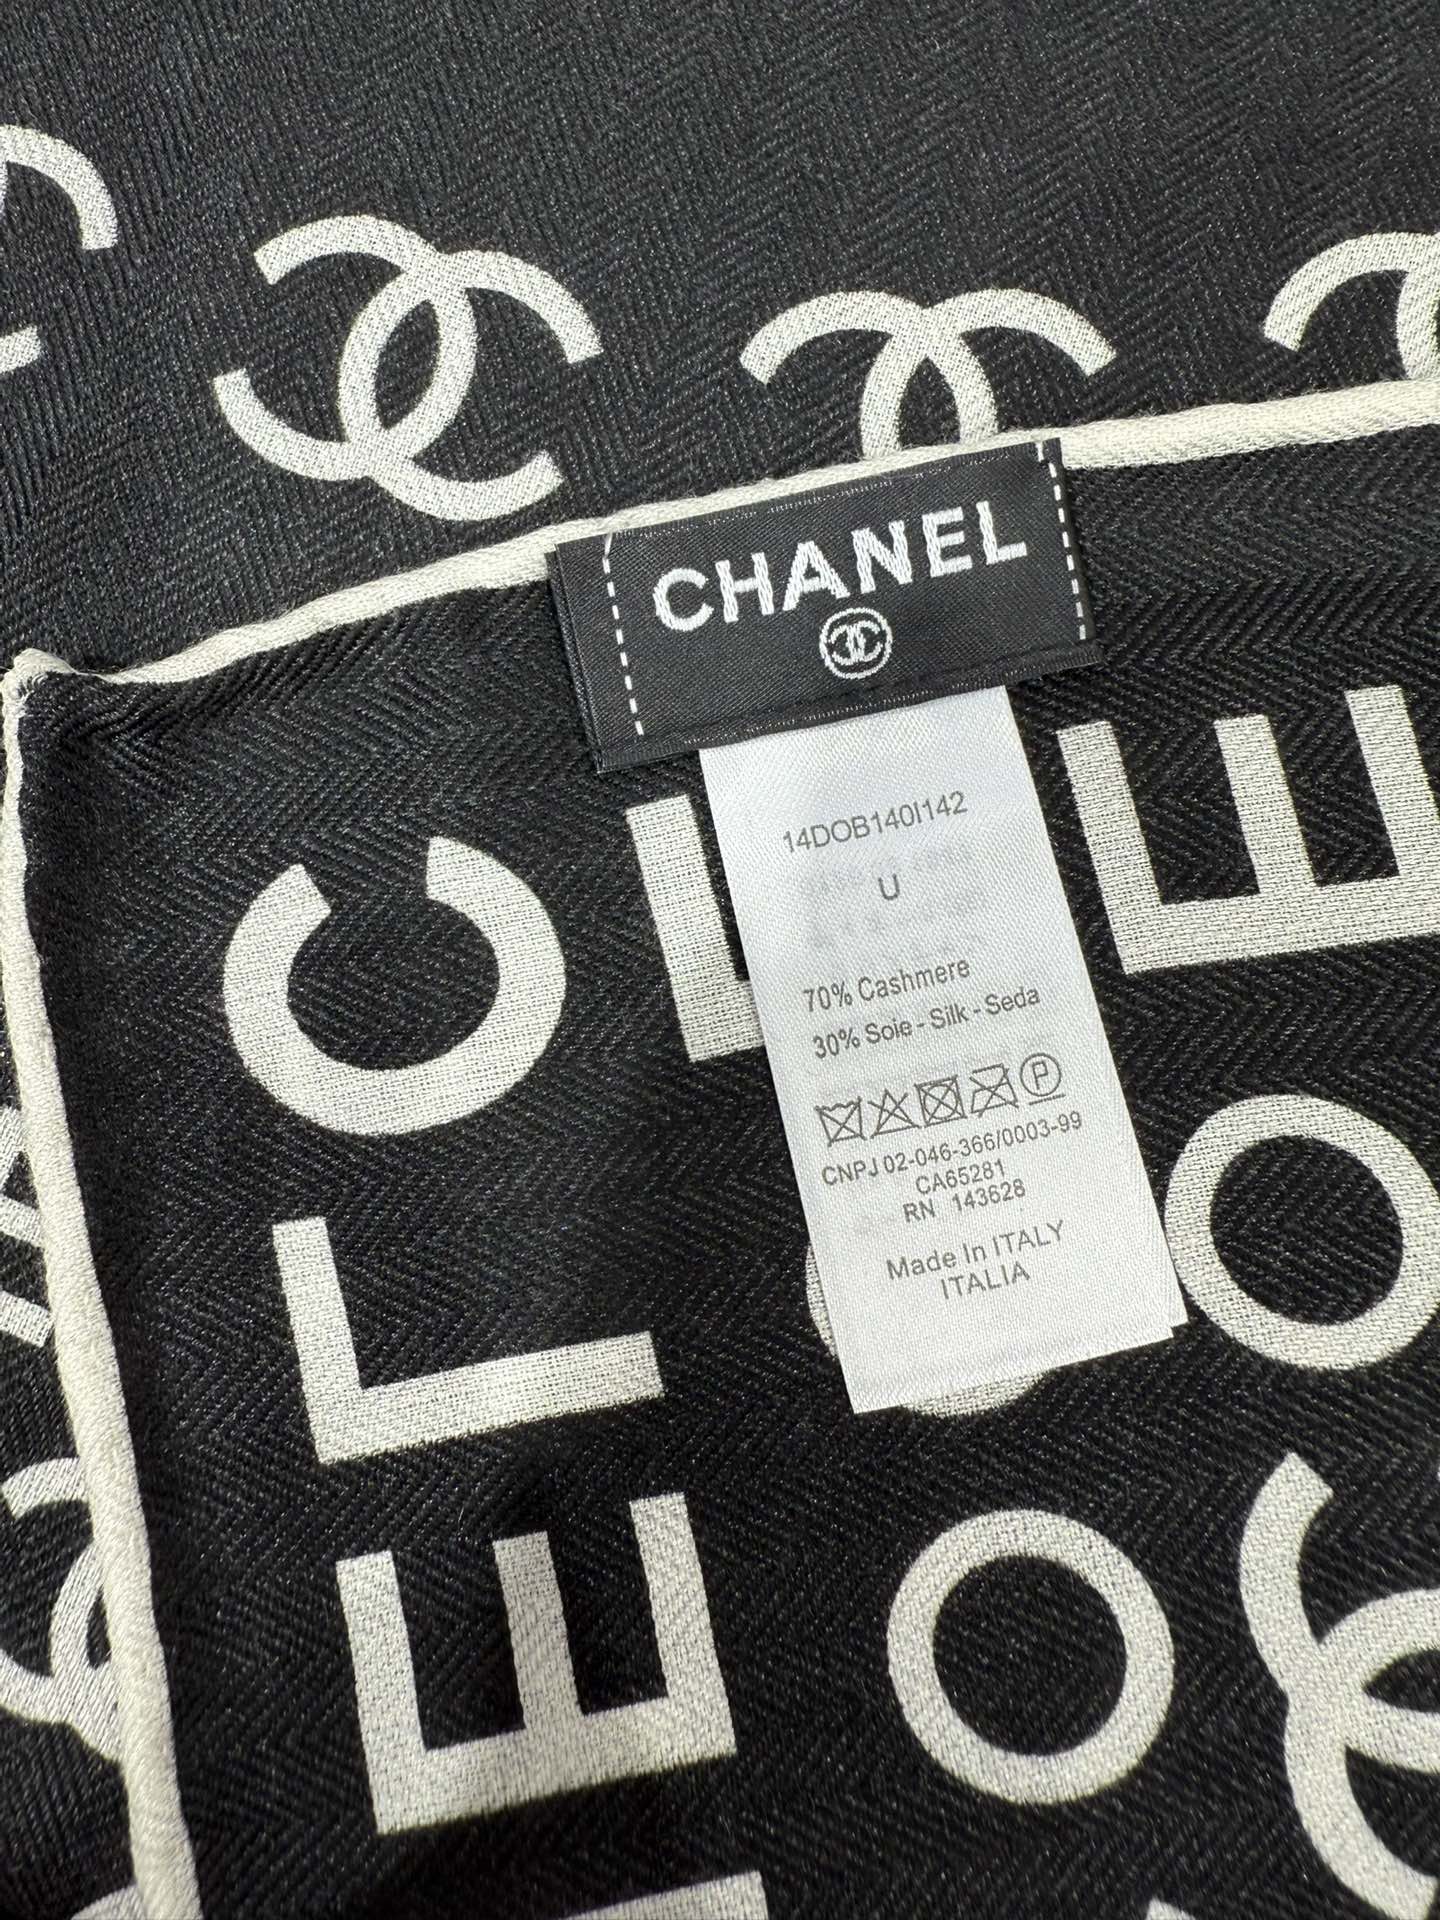 CHANEL
14DOB140I142
U
70% Cashmere
30% Soie - Silk - Seda
CNPJ 02-046-366/0003-99
CA65281
RN 143628
Made In ITALY
ITALIA
C
E
L
E
O
O